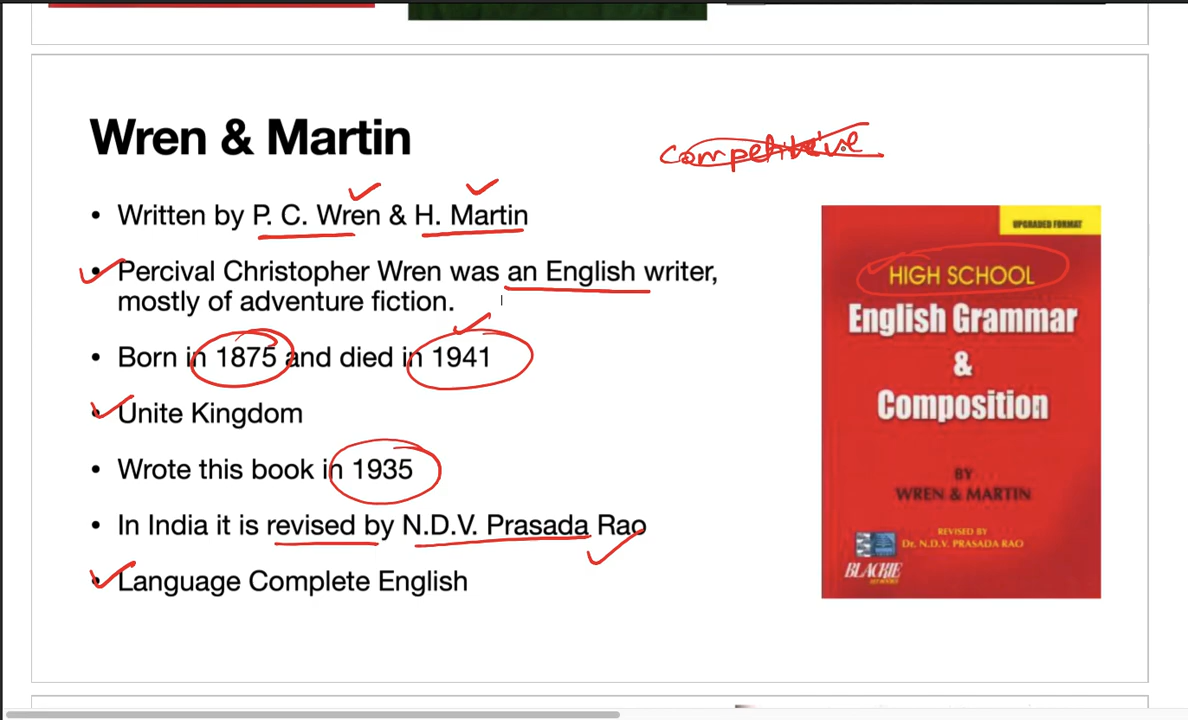 Wren & Martin
competitive
• Written by P. C. Wren & H. Martin
• Percival Christopher Wren was an English writer,
mostly of adventure fiction.
• Born in 1875 and died in 1941
• Unite Kingdom
• Wrote this book in 1935
• In India it is revised by N.D.V. Prasada Rao
• Language Complete English
UPGRADED FORMAT
HIGH SCHOOL
English Grammar
&
Composition
BY
WREN & MARTIN
REVISED BY
Dr. N.D.V. PRASADA RAO
BLACKIE